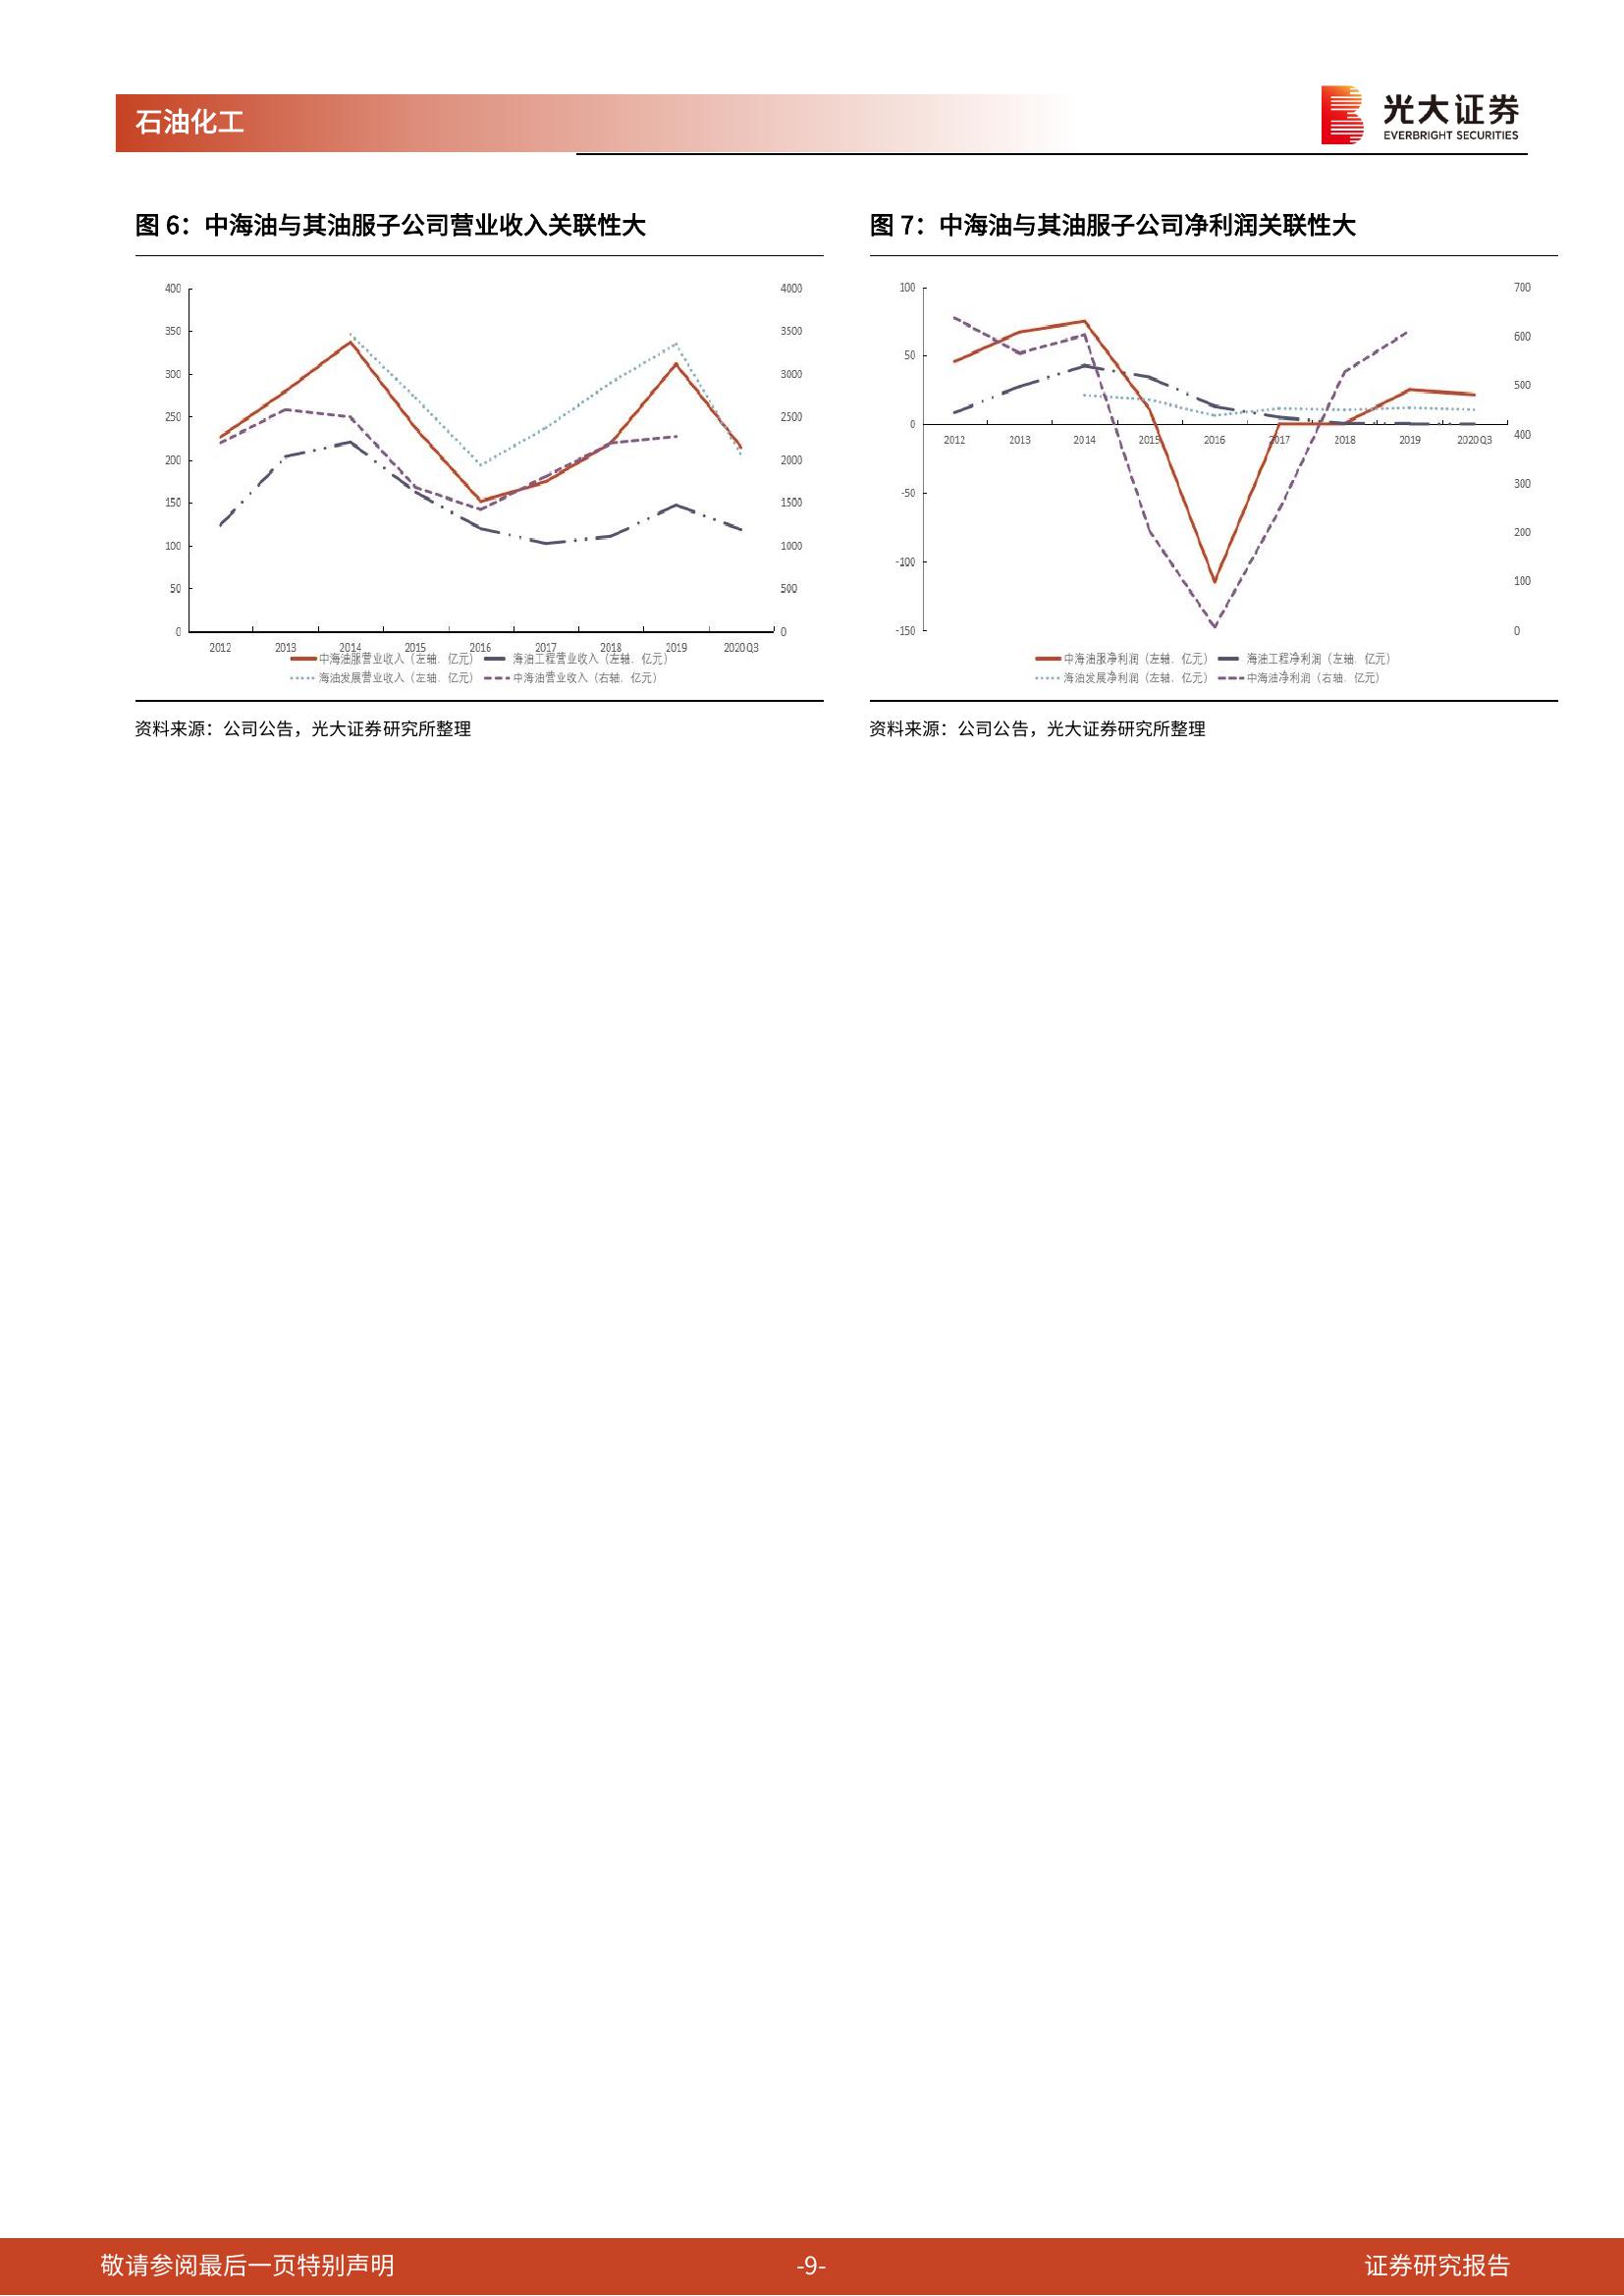 石油化工
光大证券
EVERBRIGHT SECURITIES
图 6：中海油与其油服子公司营业收入关联性大
400
350
300
250
200
150
100
50
0
4000
3500
3000
2500
2000
1500
1000
500
0
2012 2013 2014 2015 2016 2017 2018 2019 2020Q3
中海油服营业收入（左轴，亿元） 海油工程营业收入（左轴，亿元）
海油发展营业收入（左轴，亿元） 中海油营业收入（右轴，亿元）
资料来源：公司公告，光大证券研究所整理
图 7：中海油与其油服子公司净利润关联性大
100
50
0
-50
-100
-150
700
600
500
400
300
200
100
0
2012 2013 2014 2015 2016 2017 2018 2019 2020Q3
中海油服净利润（左轴，亿元） 海油工程净利润（左轴，亿元）
海油发展净利润（左轴，亿元） 中海油净利润（右轴，亿元）
资料来源：公司公告，光大证券研究所整理
敬请参阅最后一页特别声明 -9- 证券研究报告